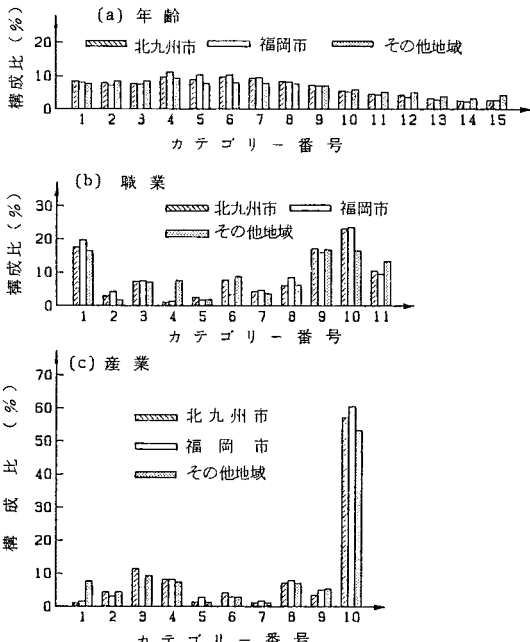 (a) 年齢
北九州市 福岡市 その他地域
構成比 (%)
20
10
0
1 2 3 4 5 6 7 8 9 10 11 12 13 14 15
カテゴリー番号
(b) 職業
北九州市 福岡市
その他地域
構成比 (%)
30
20
10
0
1 2 3 4 5 6 7 8 9 10 11
カテゴリー番号
(c) 産業
北九州市
福岡市
その他地域
構成比 (%)
70
60
50
40
30
20
10
0
1 2 3 4 5 6 7 8 9 10
カテゴリー番号